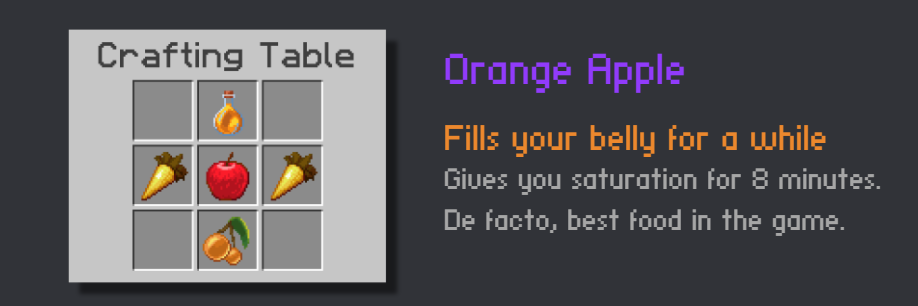 Crafting Table
Orange Apple
Fills your belly for a while
Gives you saturation for 8 minutes.
De facto, best food in the game.